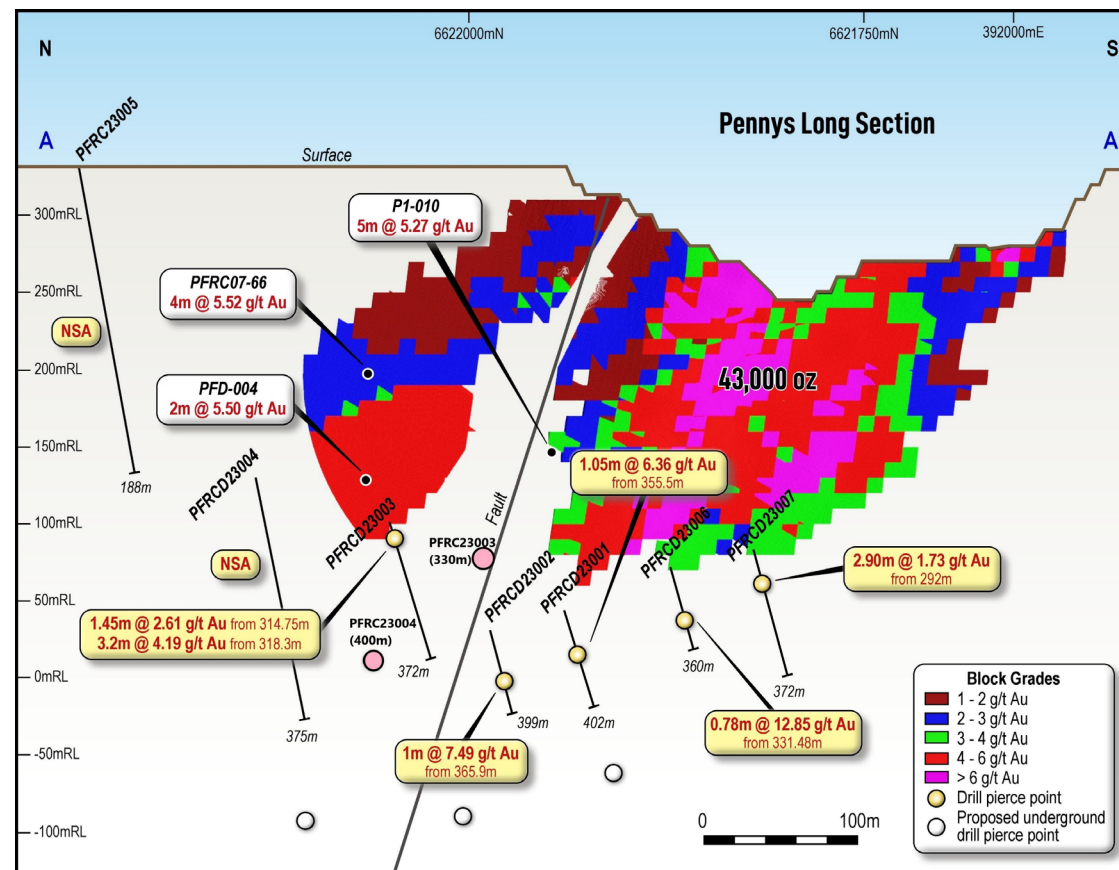 6622000mN
6621750mN
392000mE
N
S
Pennys Long Section
A
A
PFRC23005
Surface
P1-010
5m @ 5.27 g/t Au
300mRL
PFRC07-66
4m @ 5.52 g/t Au
250mRL
NSA
200mRL
43,000 oz
PFD-004
2m @ 5.50 g/t Au
150mRL
188m
1.05m @ 6.36 g/t Au
from 355.5m
PFRCD23004
100mRL
PFRCD23003
PFRC23003
(330m)
Fault
PFRCD23002
PFRCD23001
PFRCD23006
PFRCD23007
NSA
2.90m @ 1.73 g/t Au
from 292m
50mRL
1.45m @ 2.61 g/t Au from 314.75m
3.2m @ 4.19 g/t Au from 318.3m
PFRC23004
(400m)
372m
0mRL
360m
372m
375m
399m
402m
0.78m @ 12.85 g/t Au
from 331.48m
-50mRL
1m @ 7.49 g/t Au
from 365.9m
-100mRL
0
100m
Block Grades
1 - 2 g/t Au
2 - 3 g/t Au
3 - 4 g/t Au
4 - 6 g/t Au
> 6 g/t Au
Drill pierce point
Proposed underground
drill pierce point